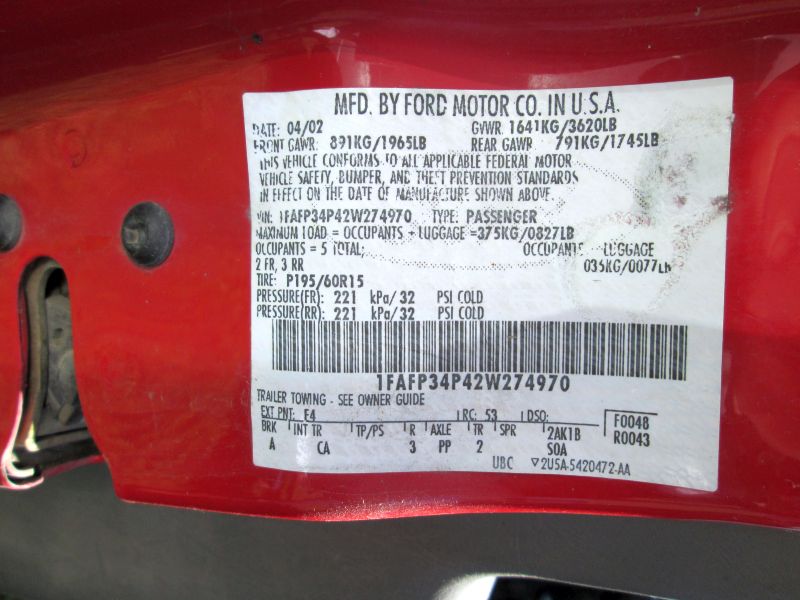 MFD. BY FORD MOTOR CO. IN U.S.A.
DATE: 04/02 GVWR: 1641KG/3620LB
FRONT GAWR: 891KG/1965LB REAR GAWR: 791KG/1745LB
THIS VEHICLE CONFORMS TO ALL APPLICABLE FEDERAL MOTOR
VEHICLE SAFETY, BUMPER, AND THEFT PREVENTION STANDARDS
IN EFFECT ON THE DATE OF MANUFACTURE SHOWN ABOVE.
VIN: 1FAFP34P42W274970 TYPE: PASSENGER
MAXIMUM LOAD = OCCUPANTS + LUGGAGE =375KG/0827LB
OCCUPANTS = 5 TOTAL; OCCUPANTS LUGGAGE
2 FR, 3 RR 035KG/0077LB
TIRE: P195/60R15
PRESSURE(FR): 221 kPa/32 PSI COLD
PRESSURE(RR): 221 kPa/32 PSI COLD
1FAFP34P42W274970
TRAILER TOWING - SEE OWNER GUIDE
EXT PNT: E4 RC: 53 DSO: F0048
BRK INT TR TP/PS R AXLE TR SPR 2AK1B R0043
A CA 3 PP 2 SOA
UBC ▽2U5A-5420472-AA